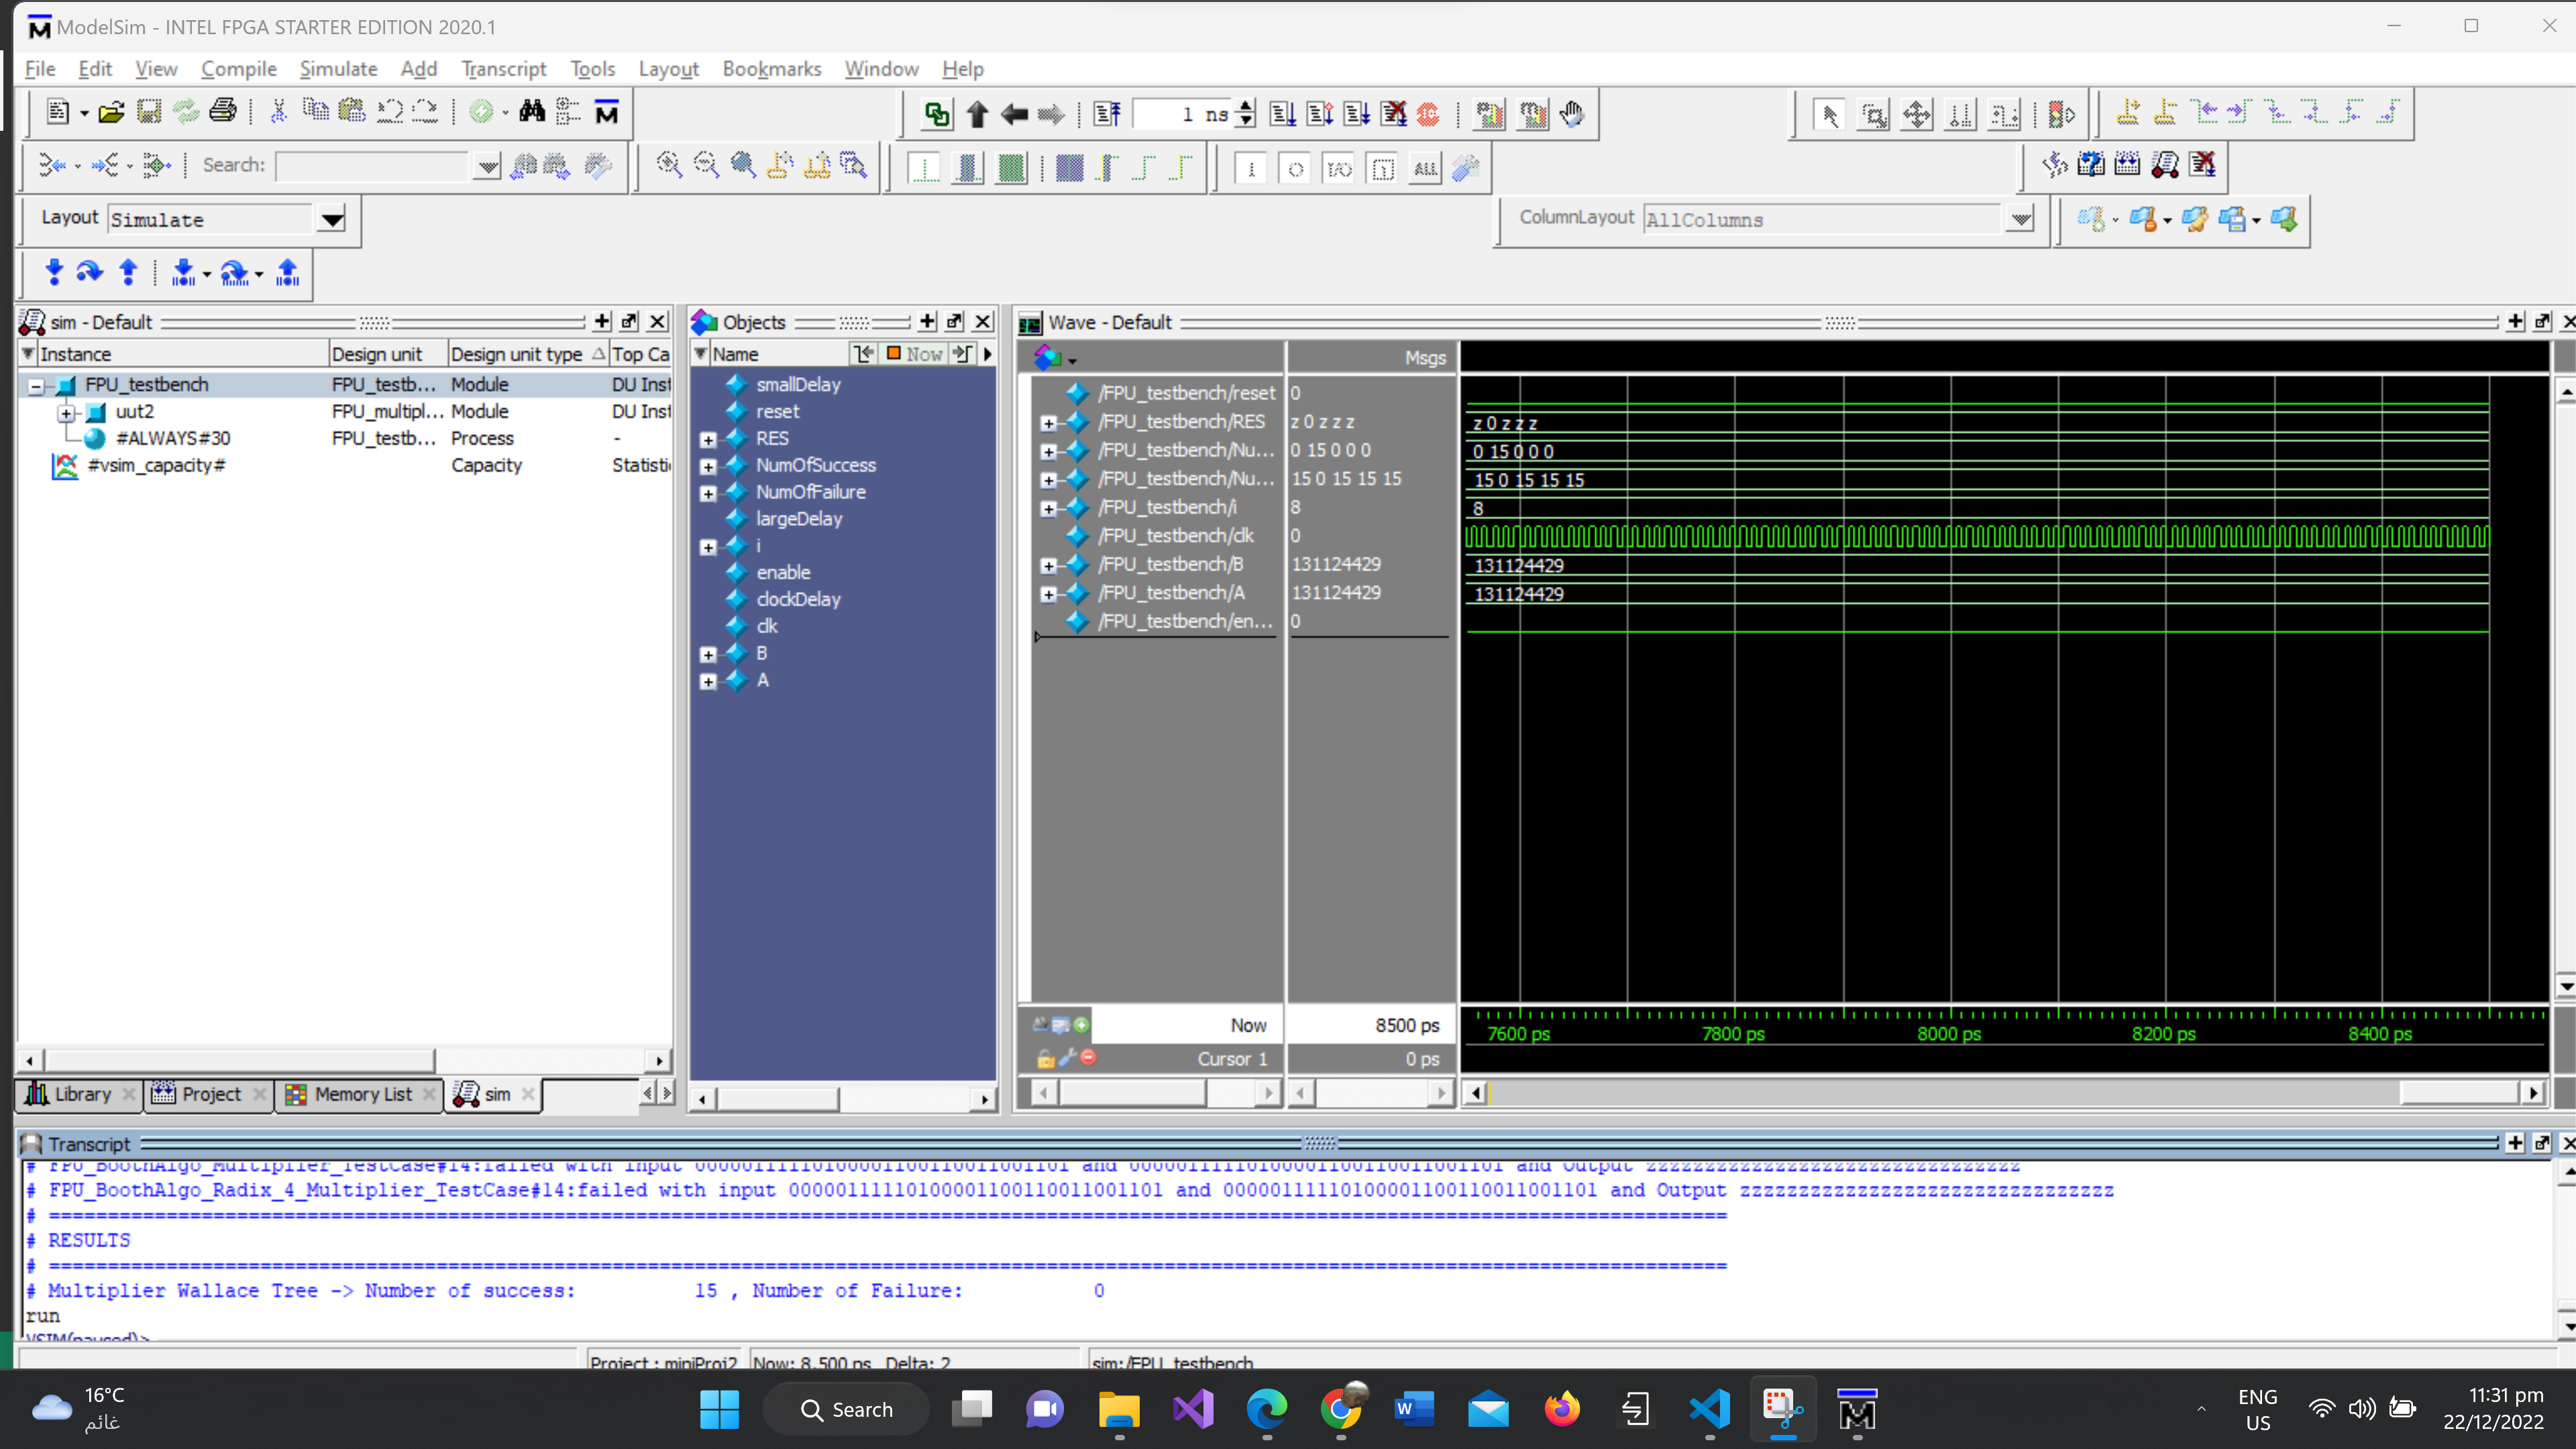 ModelSim - INTEL FPGA STARTER EDITION 2020.1
File Edit View Compile Simulate Add Transcript Tools Layout Bookmarks Window Help
1 ns
Search:
ALL
Layout Simulate
ColumnLayout AllColumns
sim - Default
Instance Design unit Design unit type Top Ca
FPU_testbench FPU_testb... Module DU Inst
uut2 FPU_multipl... Module DU Inst
#ALWAYS#30 FPU_testb... Process -
#vsim_capacity# Capacity Statisti
Library Project Memory List sim
Objects
Name Now
smallDelay
reset
RES
NumOfSuccess
NumOfFailure
largeDelay
i
enable
clockDelay
clk
B
A
Wave - Default
Msgs
/FPU_testbench/reset 0
/FPU_testbench/RES z 0 z z z z 0 z z z
/FPU_testbench/Nu... 0 15 0 0 0 0 15 0 0 0
/FPU_testbench/Nu... 15 0 15 15 15 15 0 15 15 15
/FPU_testbench/i 8 8
/FPU_testbench/clk 0
/FPU_testbench/B 131124429 131124429
/FPU_testbench/A 131124429 131124429
/FPU_testbench/en... 0
Now 8500 ps
7600 ps 7800 ps 8000 ps 8200 ps 8400 ps
Cursor 1 0 ps
Transcript
# FPU_BoothAlgo_Multiplier_TestCase#14:failed with input 00000111110100001100110011001101 and 00000111110100001100110011001101 and Output zzzzzzzzzzzzzzzzzzzzzzzzzzzzzzzz
# FPU_BoothAlgo_Radix_4_Multiplier_TestCase#14:failed with input 00000111110100001100110011001101 and 00000111110100001100110011001101 and Output zzzzzzzzzzzzzzzzzzzzzzzzzzzzzzzz
# RESULTS
# Multiplier Wallace Tree -> Number of success: 15 , Number of Failure: 0
run
VSIM(paused)>
Project : miniProj2 Now: 8,500 ps Delta: 2 sim:/FPU_testbench
16°C
غائم
Search
ENG
US
11:31 pm
22/12/2022